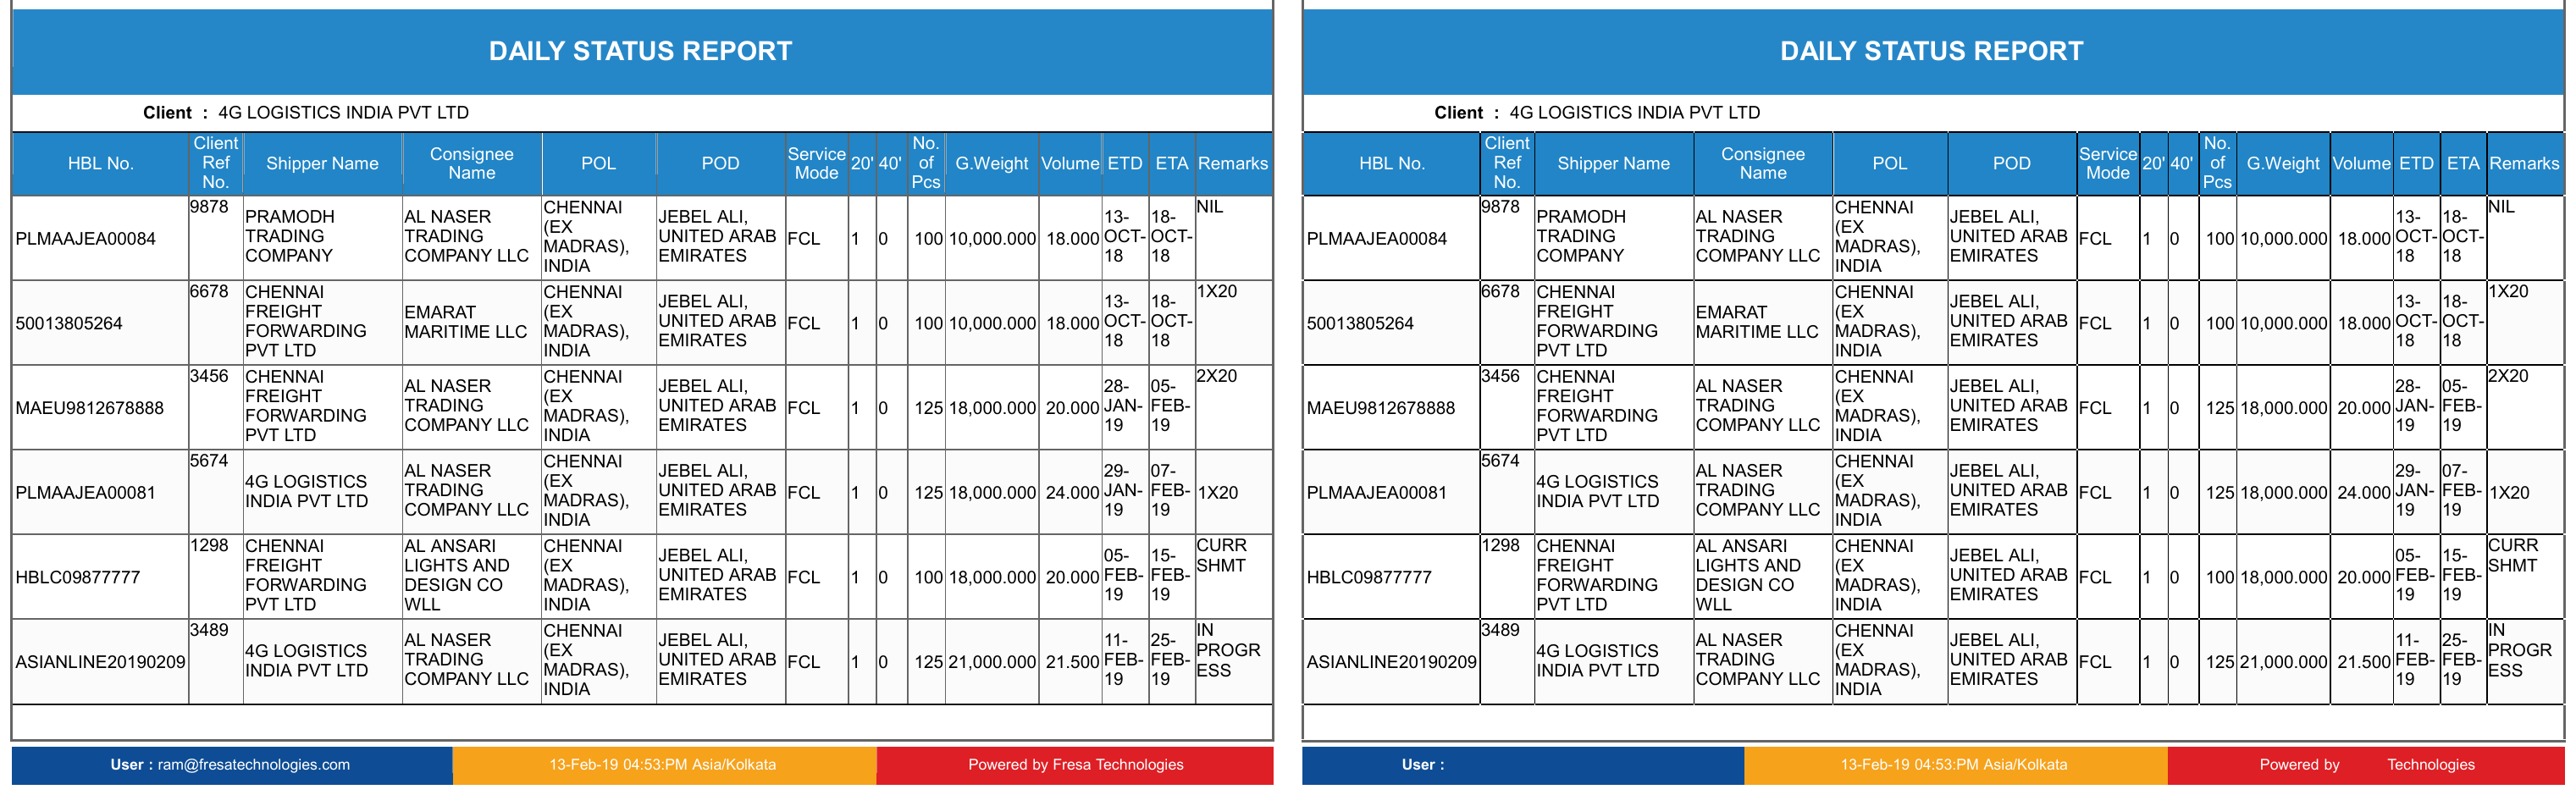 DAILY STATUS REPORT
Client : 4G LOGISTICS INDIA PVT LTD
HBL No. Client Ref No. Shipper Name Consignee Name POL POD Service Mode 20' 40' No. of Pcs G.Weight Volume ETD ETA Remarks
PLMAAJEA00084 9878 PRAMODH TRADING COMPANY AL NASER TRADING COMPANY LLC CHENNAI (EX MADRAS), INDIA JEBEL ALI, UNITED ARAB EMIRATES FCL 1 0 100 10,000.000 18.000 13-OCT-18 18-OCT-18 NIL
50013805264 6678 CHENNAI FREIGHT FORWARDING PVT LTD EMARAT MARITIME LLC CHENNAI (EX MADRAS), INDIA JEBEL ALI, UNITED ARAB EMIRATES FCL 1 0 100 10,000.000 18.000 13-OCT-18 18-OCT-18 1X20
MAEU9812678888 3456 CHENNAI FREIGHT FORWARDING PVT LTD AL NASER TRADING COMPANY LLC CHENNAI (EX MADRAS), INDIA JEBEL ALI, UNITED ARAB EMIRATES FCL 1 0 125 18,000.000 20.000 28-JAN-19 05-FEB-19 2X20
PLMAAJEA00081 5674 4G LOGISTICS INDIA PVT LTD AL NASER TRADING COMPANY LLC CHENNAI (EX MADRAS), INDIA JEBEL ALI, UNITED ARAB EMIRATES FCL 1 0 125 18,000.000 24.000 29-JAN-19 07-FEB-19 1X20
HBLC09877777 1298 CHENNAI FREIGHT FORWARDING PVT LTD AL ANSARI LIGHTS AND DESIGN CO WLL CHENNAI (EX MADRAS), INDIA JEBEL ALI, UNITED ARAB EMIRATES FCL 1 0 100 18,000.000 20.000 05-FEB-19 15-FEB-19 CURR SHMT
ASIANLINE20190209 3489 4G LOGISTICS INDIA PVT LTD AL NASER TRADING COMPANY LLC CHENNAI (EX MADRAS), INDIA JEBEL ALI, UNITED ARAB EMIRATES FCL 1 0 125 21,000.000 21.500 11-FEB-19 25-FEB-19 IN PROGRESS
User : ram@fresatechnologies.com 13-Feb-19 04:53:PM Asia/Kolkata Powered by Fresa Technologies
DAILY STATUS REPORT
Client : 4G LOGISTICS INDIA PVT LTD
HBL No. Client Ref No. Shipper Name Consignee Name POL POD Service Mode 20' 40' No. of Pcs G.Weight Volume ETD ETA Remarks
PLMAAJEA00084 9878 PRAMODH TRADING COMPANY AL NASER TRADING COMPANY LLC CHENNAI (EX MADRAS), INDIA JEBEL ALI, UNITED ARAB EMIRATES FCL 1 0 100 10,000.000 18.000 13-OCT-18 18-OCT-18 NIL
50013805264 6678 CHENNAI FREIGHT FORWARDING PVT LTD EMARAT MARITIME LLC CHENNAI (EX MADRAS), INDIA JEBEL ALI, UNITED ARAB EMIRATES FCL 1 0 100 10,000.000 18.000 13-OCT-18 18-OCT-18 1X20
MAEU9812678888 3456 CHENNAI FREIGHT FORWARDING PVT LTD AL NASER TRADING COMPANY LLC CHENNAI (EX MADRAS), INDIA JEBEL ALI, UNITED ARAB EMIRATES FCL 1 0 125 18,000.000 20.000 28-JAN-19 05-FEB-19 2X20
PLMAAJEA00081 5674 4G LOGISTICS INDIA PVT LTD AL NASER TRADING COMPANY LLC CHENNAI (EX MADRAS), INDIA JEBEL ALI, UNITED ARAB EMIRATES FCL 1 0 125 18,000.000 24.000 29-JAN-19 07-FEB-19 1X20
HBLC09877777 1298 CHENNAI FREIGHT FORWARDING PVT LTD AL ANSARI LIGHTS AND DESIGN CO WLL CHENNAI (EX MADRAS), INDIA JEBEL ALI, UNITED ARAB EMIRATES FCL 1 0 100 18,000.000 20.000 05-FEB-19 15-FEB-19 CURR SHMT
ASIANLINE20190209 3489 4G LOGISTICS INDIA PVT LTD AL NASER TRADING COMPANY LLC CHENNAI (EX MADRAS), INDIA JEBEL ALI, UNITED ARAB EMIRATES FCL 1 0 125 21,000.000 21.500 11-FEB-19 25-FEB-19 IN PROGRESS
User : 13-Feb-19 04:53:PM Asia/Kolkata Powered by Technologies